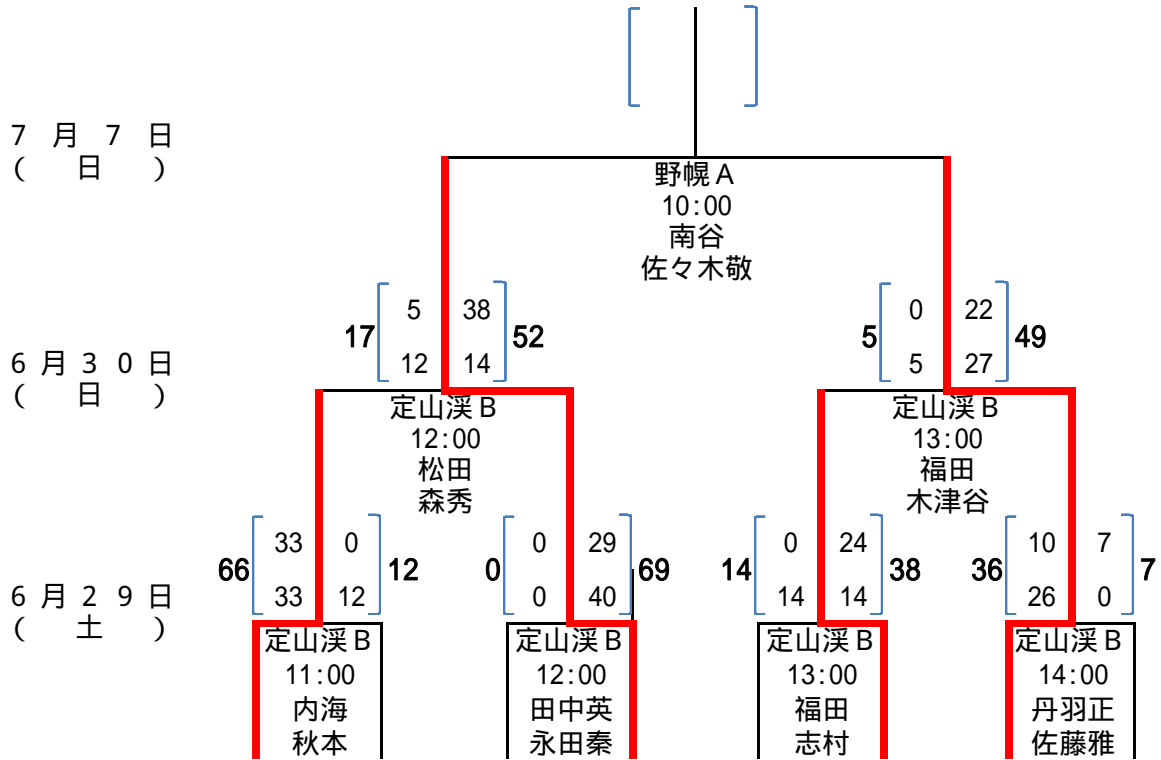 7月7日
(日)
野幌A
10:00
南谷
佐々木敬
5 38
17 52
12 14
0 22
5 49
5 27
6月30日
(日)
定山渓B
12:00
松田
森秀
定山渓B
13:00
福田
木津谷
33 0
66 12
33 12
0 29
0 69
0 40
0 24
14 38
14 14
10 7
36 7
26 0
6月29日
(土)
定山渓B
11:00
内海
秋本
定山渓B
12:00
田中英
永田秦
定山渓B
13:00
福田
志村
定山渓B
14:00
丹羽正
佐藤雅